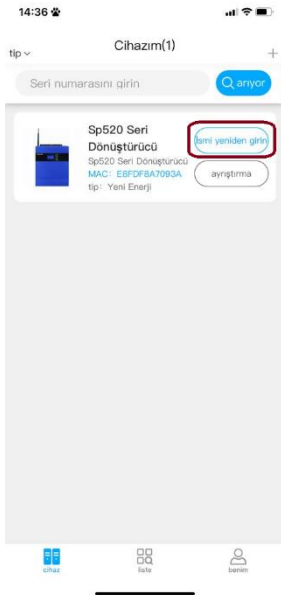 14:36
tip
Cihazım(1)
+
Seri numarasını girin
arıyor
Sp520 Seri
Dönüştürücü
Sp520 Seri Dönüştürücü
MAC: E8FDF8A7093A
tip: Yeni Enerji
İsmi yeniden girin
ayrıştırma
cihaz
liste
benim